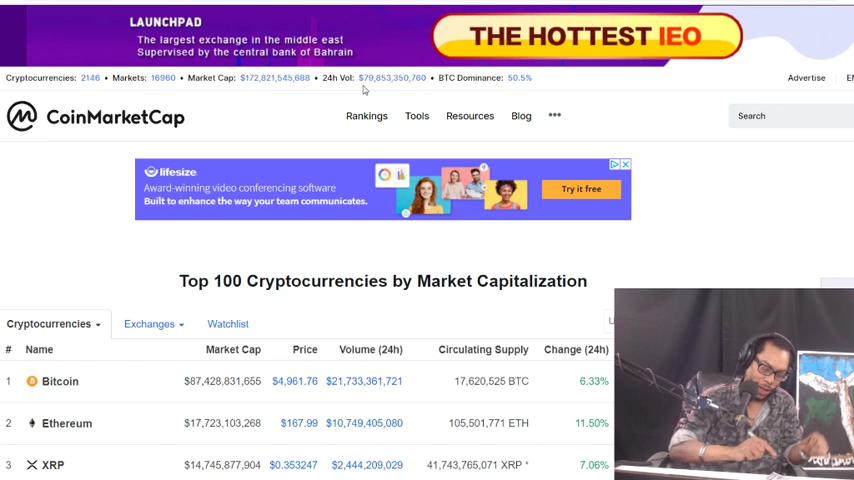 LAUNCHPAD
The largest exchange in the middle east
Supervised by the central bank of Bahrain
THE HOTTEST IEO
Cryptocurrencies: 2146 • Markets: 16960 • Market Cap: $172,821,545,688 • 24h Vol: $79,853,350,760 • BTC Dominance: 50.5%
Advertise
EN
CoinMarketCap
Rankings Tools Resources Blog •••
Search
lifesize
Award-winning video conferencing software
Built to enhance the way your team communicates.
Try it free
Top 100 Cryptocurrencies by Market Capitalization
Cryptocurrencies Exchanges Watchlist
U
# Name Market Cap Price Volume (24h) Circulating Supply Change (24h)
1 Bitcoin $87,428,831,655 $4,961.76 $21,733,361,721 17,620,525 BTC 6.33%
2 Ethereum $17,723,103,268 $167.99 $10,749,405,080 105,501,771 ETH 11.50%
3 XRP $14,745,877,904 $0.353247 $2,444,209,029 41,743,765,071 XRP * 7.06%